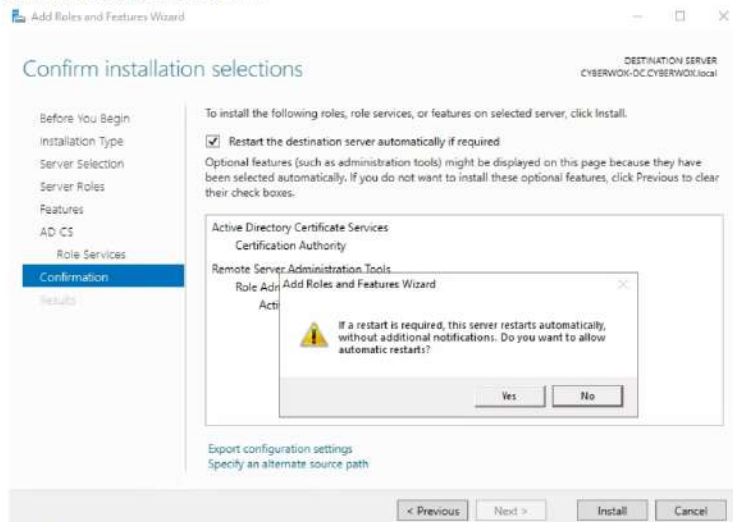 Add Roles and Features Wizard
Confirm installation selections
DESTINATION SERVER
CYBERWOX-DC.CYBERWOX.local
Before You Begin
Installation Type
Server Selection
Server Roles
Features
AD CS
Role Services
Confirmation
Results
To install the following roles, role services, or features on selected server, click Install.
Restart the destination server automatically if required
Optional features (such as administration tools) might be displayed on this page because they have
been selected automatically. If you do not want to install these optional features, click Previous to clear
their check boxes.
Active Directory Certificate Services
Certification Authority
Remote Server Administration Tools
Role Adm
Acti
Add Roles and Features Wizard
If a restart is required, this server restarts automatically,
without additional notifications. Do you want to allow
automatic restarts?
Yes
No
Export configuration settings
Specify an alternate source path
< Previous
Next >
Install
Cancel